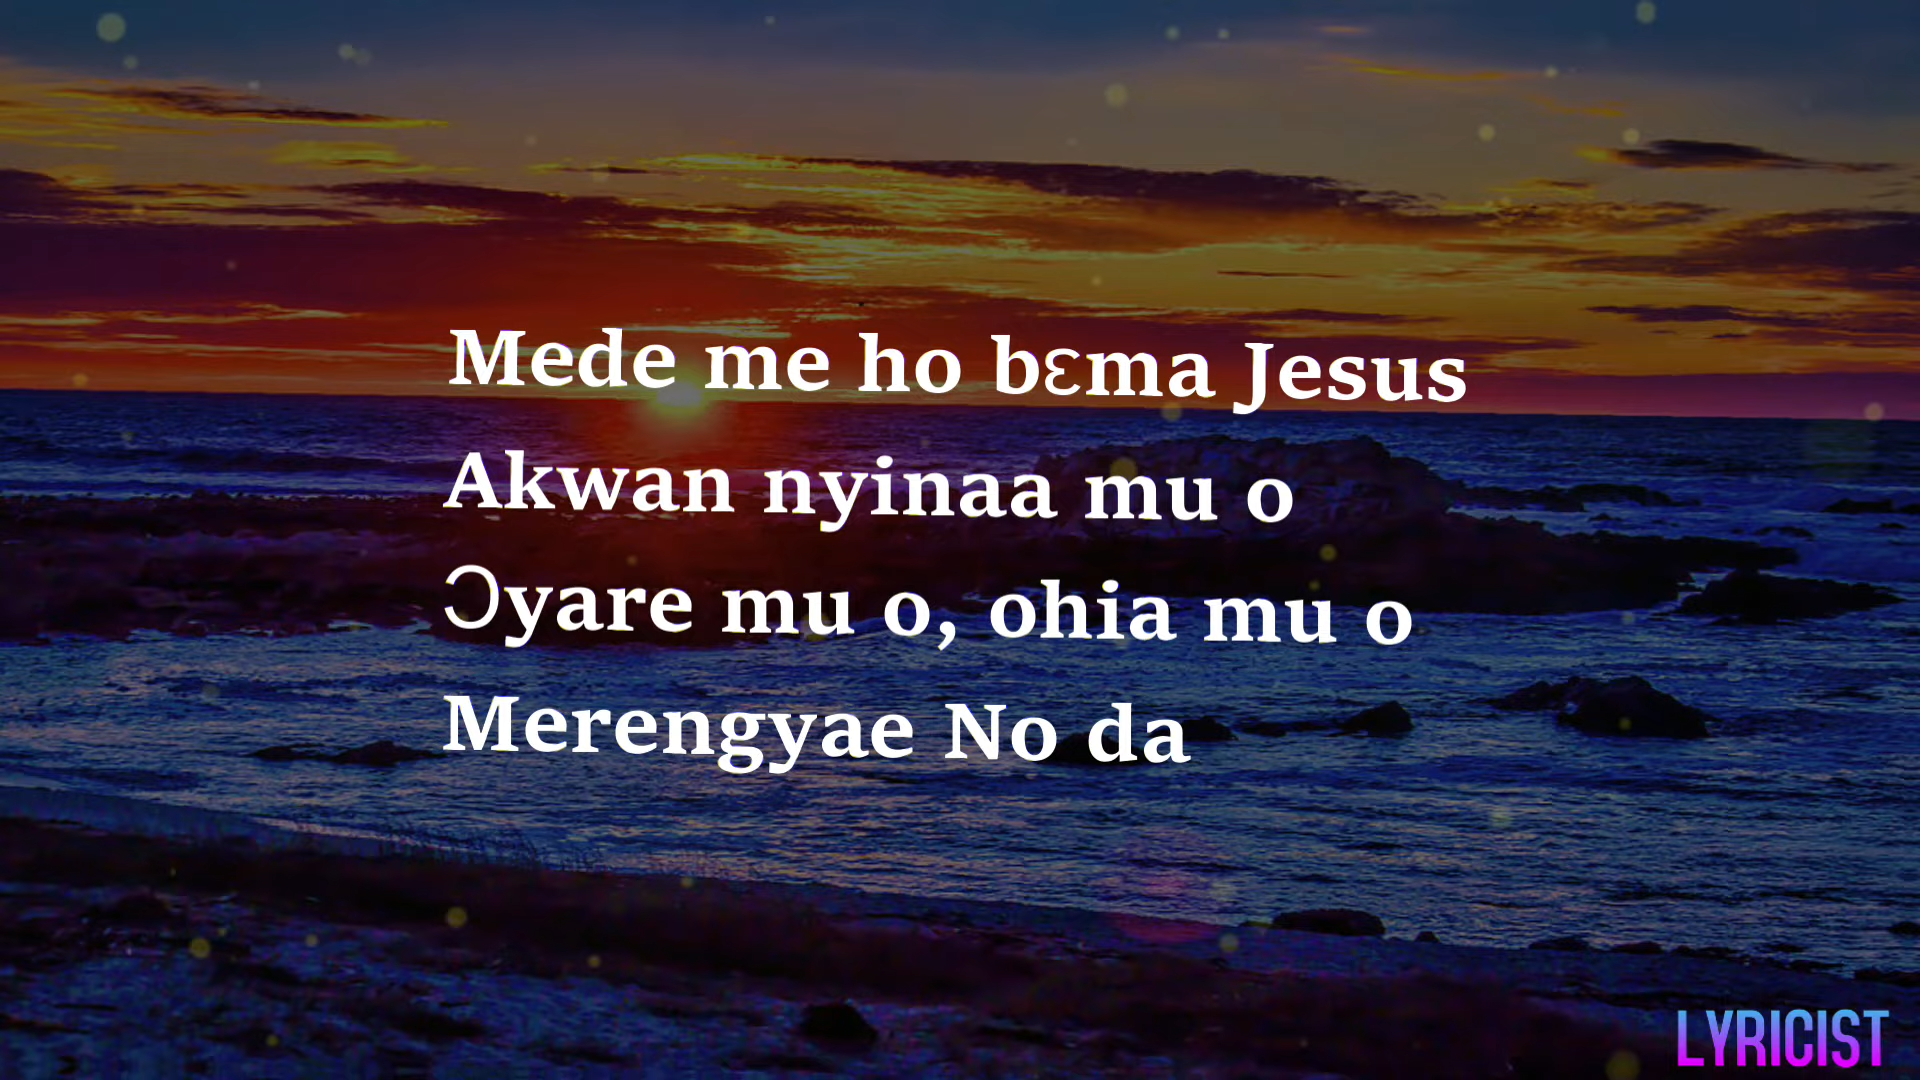 Mede me ho bɛma Jesus
Akwan nyinaa mu o
Ɔyare mu o, ohia mu o
Merengyae No da
LYRICIST